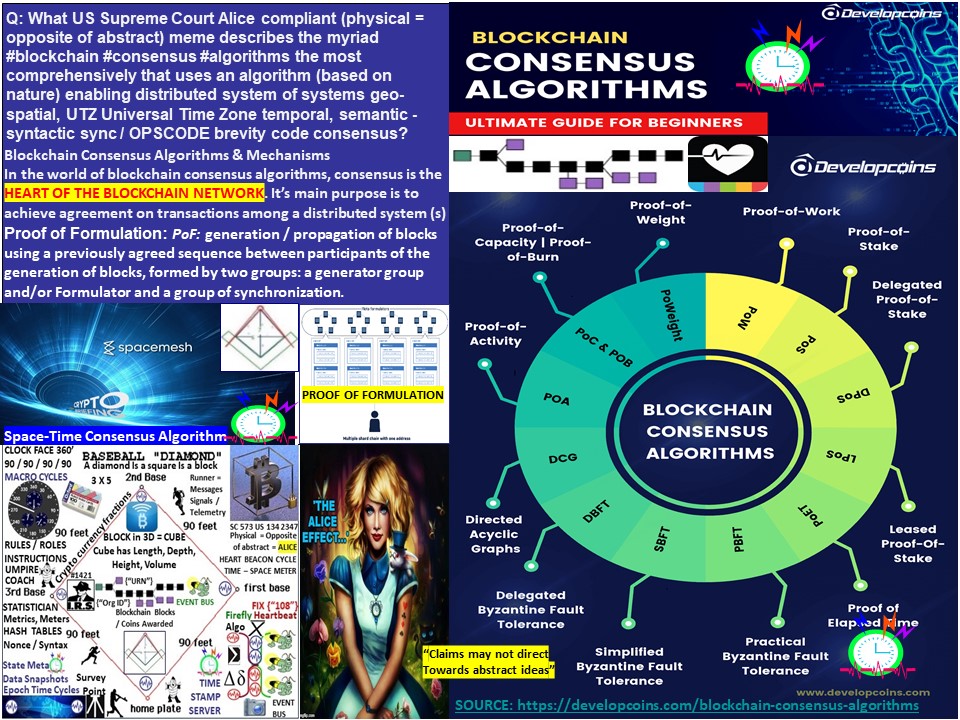 Q: What US Supreme Court Alice compliant (physical =
opposite of abstract) meme describes the myriad
#blockchain #consensus #algorithms the most
comprehensively that uses an algorithm (based on
nature) enabling distributed system of systems geo-
spatial, UTZ Universal Time Zone temporal, semantic -
syntactic sync / OPSCODE brevity code consensus?
Blockchain Consensus Algorithms & Mechanisms
In the world of blockchain consensus algorithms, consensus is the
HEART OF THE BLOCKCHAIN NETWORK. It's main purpose is to
achieve agreement on transactions among a distributed system (s)
Proof of Formulation: PoF: generation / propagation of blocks
using a previously agreed sequence between participants of the
generation of blocks, formed by two groups: a generator group
and/or Formulator and a group of synchronization.
Developcoins
BLOCKCHAIN
CONSENSUS
ALGORITHMS
ULTIMATE GUIDE FOR BEGINNERS
Developcoins
spacemesh
CRYPTO
BRIEFING
Space-Time Consensus Algorithm
PROOF OF FORMULATION
Multiple shard chain with one address
Proof-of-
Weight
Proof-of-Work
Proof-of-
Capacity | Proof-
of-Burn
Proof-of-
Stake
Delegated
Proof-of-
Stake
Proof-of-
Activity
PoWeight
PoW
PoC & POB
PoS
POA
DPoS
DCG
LPoS
DBFT
PoET
SBFT
PBFT
BLOCKCHAIN
CONSENSUS
ALGORITHMS
Directed
Acyclic
Graphs
Leased
Proof-Of-
Stake
Delegated
Byzantine Fault
Tolerance
Proof of
Elapsed Time
Simplified
Byzantine Fault
Tolerance
Practical
Byzantine Fault
Tolerance
www.developcoins.com
SOURCE: https://developcoins.com/blockchain-consensus-algorithms
CLOCK FACE 360'
90 / 90 / 90 / 90
MACRO CYCLES
BASEBALL "DIAMOND"
A diamond Is a square Is a block
3 X 5
2nd Base
Runner =
Messages
Signals /
Telemetry
90 feet
90 feet
Crypto currency fractions
BLOCK in 3D = CUBE
Cube has Length, Depth,
Height, Volume
SC 573 US 134 2347
Physical = Opposite
of abstract = ALICE
HEART BEACON CYCLE
TIME ~ SPACE METER
RULES / ROLES
INSTRUCTIONS
UMPIRE
COACH
3rd Base
#1421
I.R.S.
{"URN"}
{"Org ID"}
EVENT BUS
first base
Blockchain Blocks
/ Coins Awarded
STATISTICIAN
Metrics, Meters
HASH TABLES
Nonce / Syntax
90 feet
90 feet
FIX {"108"}
Firefly Heartbeat
Algo
State Meta
Data Snapshots
Epoch Time Cycles
Survey
Point
home plate
TIME
STAMP
SERVER
Δδ
EVENT
BUS
'THE
ALICE
EFFECT...'
"Claims may not direct
Towards abstract ideas"
imgflip.com